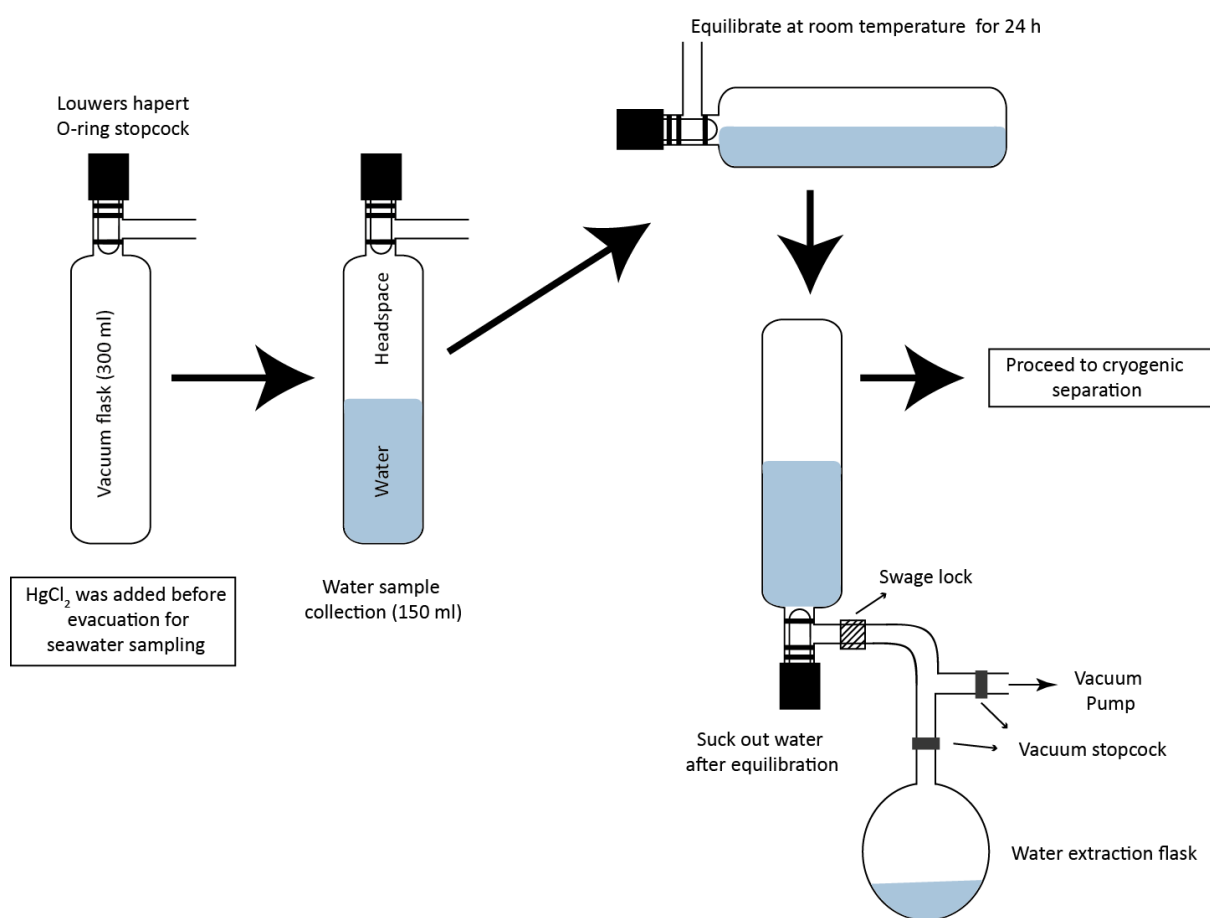 Equilibrate at room temperature for 24 h
Louwers hapert
O-ring stopcock
Vacuum flask (300 ml)
Headspace
Water
HgCl₂ was added before
evacuation for
seawater sampling
Water sample
collection (150 ml)
Proceed to cryogenic
separation
Swage lock
Vacuum
Pump
Vacuum stopcock
Suck out water
after equilibration
Water extraction flask